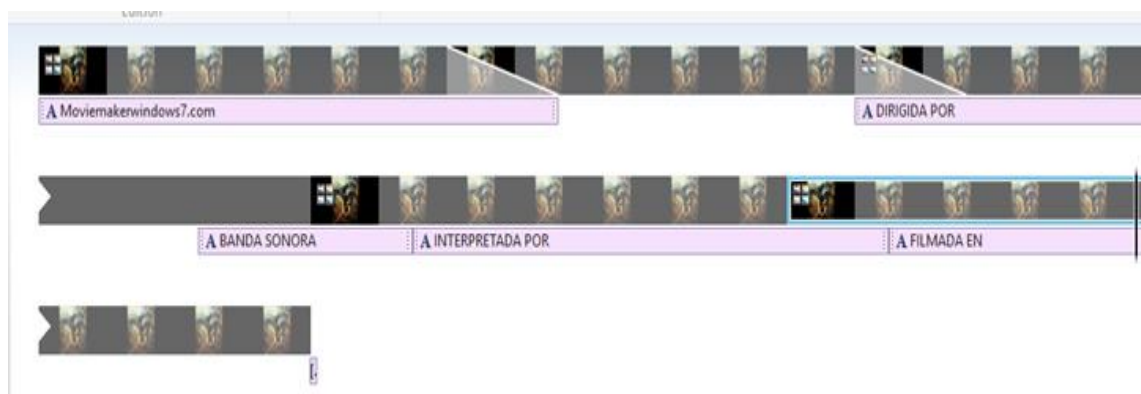 A Moviemakerwindows7.com
A DIRIGIDA POR
A BANDA SONORA
A INTERPRETADA POR
A FILMADA EN